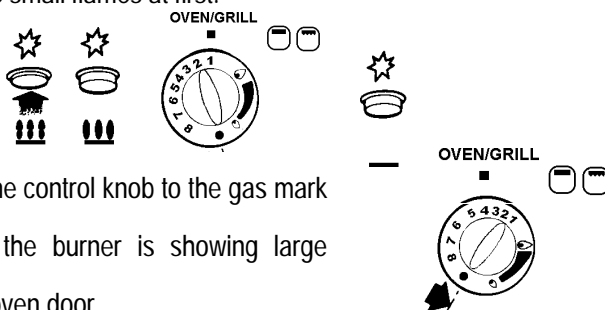 small flames at first.
OVEN/GRILL
8 7 6 5 4 3 2 1
OVEN/GRILL
8 7 6 5 4 3 2 1
ne control knob to the gas mark
the burner is showing large
oven door